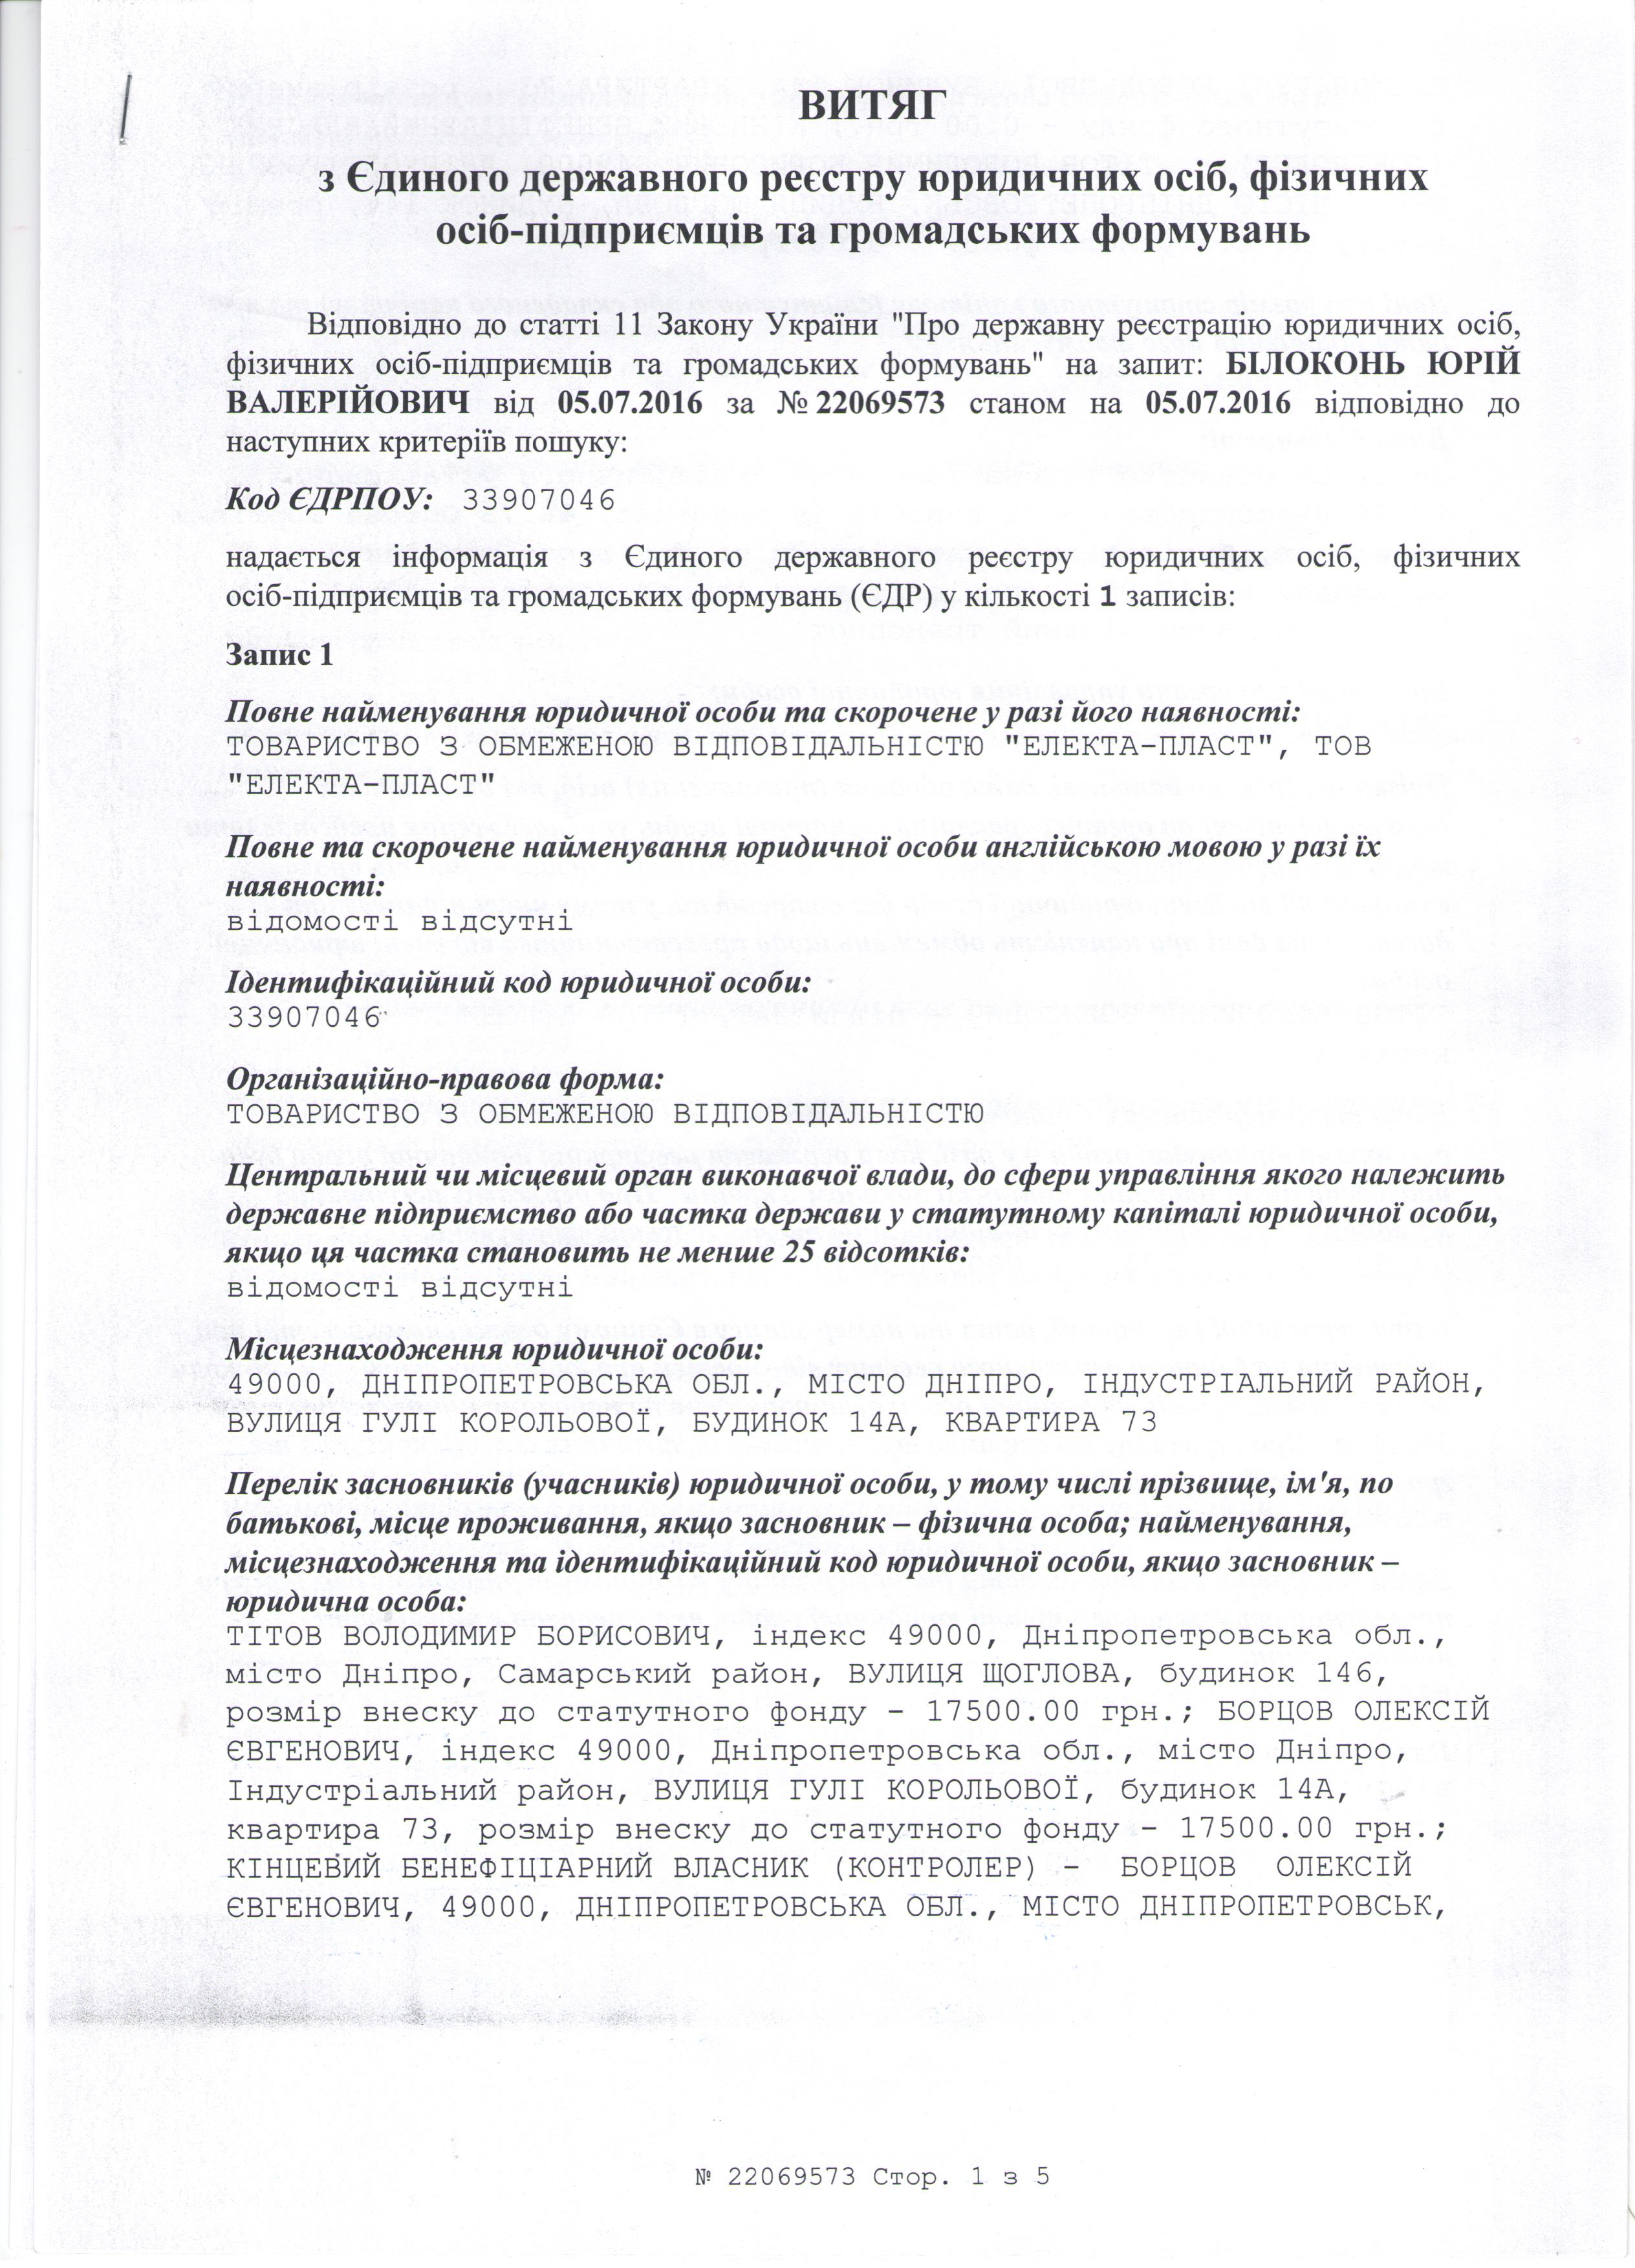 ВИТЯГ
з Єдиного державного реєстру юридичних осіб, фізичних
осіб-підприємців та громадських формувань
Відповідно до статті 11 Закону України "Про державну реєстрацію юридичних осіб,
фізичних осіб-підприємців та громадських формувань" на запит: БІЛОКОНЬ ЮРІЙ
ВАЛЕРІЙОВИЧ від 05.07.2016 за № 22069573 станом на 05.07.2016 відповідно до
наступних критеріїв пошуку:
Код ЄДРПОУ: 33907046
надається інформація з Єдиного державного реєстру юридичних осіб, фізичних
осіб-підприємців та громадських формувань (ЄДР) у кількості 1 записів:
Запис 1
Повне найменування юридичної особи та скорочене у разі його наявності:
ТОВАРИСТВО З ОБМЕЖЕНОЮ ВІДПОВІДАЛЬНІСТЮ "ЕЛЕКТА-ПЛАСТ", ТОВ
"ЕЛЕКТА-ПЛАСТ"
Повне та скорочене найменування юридичної особи англійською мовою у разі їх
наявності:
відомості відсутні
Ідентифікаційний код юридичної особи:
33907046
Організаційно-правова форма:
ТОВАРИСТВО З ОБМЕЖЕНОЮ ВІДПОВІДАЛЬНІСТЮ
Центральний чи місцевий орган виконавчої влади, до сфери управління якого належить
державне підприємство або частка держави у статутному капіталі юридичної особи,
якщо ця частка становить не менше 25 відсотків:
відомості відсутні
Місцезнаходження юридичної особи:
49000, ДНІПРОПЕТРОВСЬКА ОБЛ., МІСТО ДНІПРО, ІНДУСТРІАЛЬНИЙ РАЙОН,
ВУЛИЦЯ ГУЛІ КОРОЛЬОВОЇ, БУДИНОК 14А, КВАРТИРА 73
Перелік засновників (учасників) юридичної особи, у тому числі прізвище, ім'я, по
батькові, місце проживання, якщо засновник – фізична особа; найменування,
місцезнаходження та ідентифікаційний код юридичної особи, якщо засновник –
юридична особа:
ТІТОВ ВОЛОДИМИР БОРИСОВИЧ, індекс 49000, Дніпропетровська обл.,
місто Дніпро, Самарський район, ВУЛИЦЯ ЩОГЛОВА, будинок 146,
розмір внеску до статутного фонду - 17500.00 грн.; БОРЦОВ ОЛЕКСІЙ
ЄВГЕНОВИЧ, індекс 49000, Дніпропетровська обл., місто Дніпро,
Індустріальний район, ВУЛИЦЯ ГУЛІ КОРОЛЬОВОЇ, будинок 14А,
квартира 73, розмір внеску до статутного фонду - 17500.00 грн.;
КІНЦЕВИЙ БЕНЕФІЦІАРНИЙ ВЛАСНИК (КОНТРОЛЕР) - БОРЦОВ ОЛЕКСІЙ
ЄВГЕНОВИЧ, 49000, ДНІПРОПЕТРОВСЬКА ОБЛ., МІСТО ДНІПРОПЕТРОВСЬК,
№ 22069573 Стор. 1 з 5